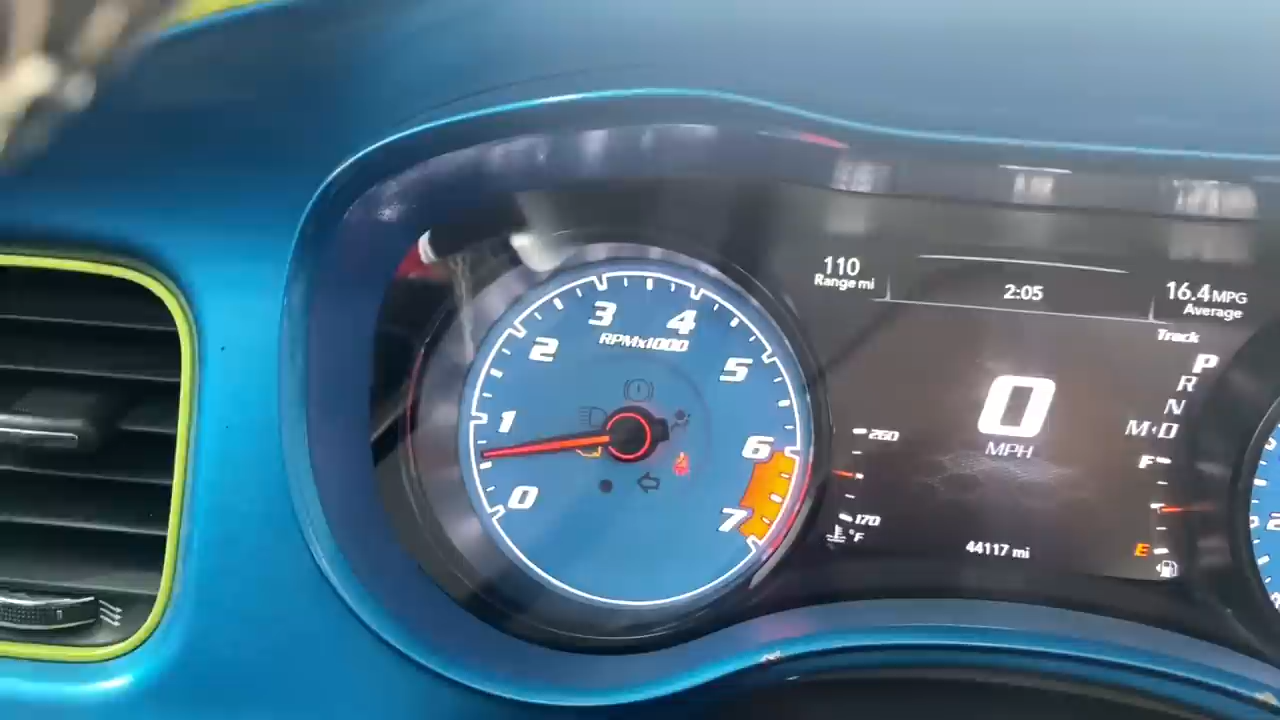 3 4
2 RPMx1000 5
1 6
0 7
110
Range mi
2:05
16.4 MPG
Average
Track
P
R
N
M·D
0
MPH
260
170
°F
F
E
44117 mi